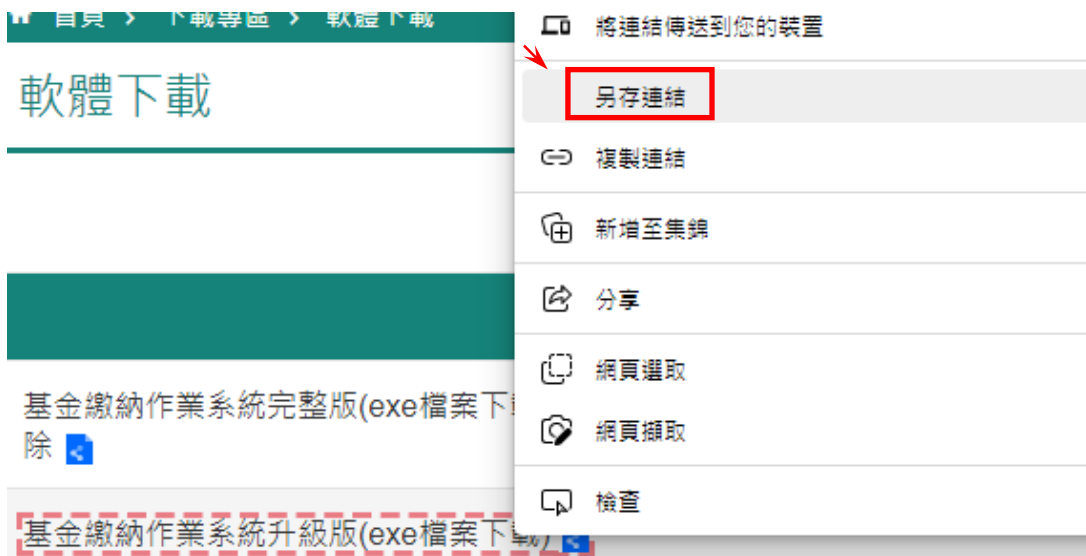 首頁 > 下載專區 > 軟體下載
軟體下載
基金繳納作業系統完整版(exe檔案下
除
基金繳納作業系統升級版(exe檔案下載)
將連結傳送到您的裝置
另存連結
複製連結
新增至集錦
分享
網頁選取
網頁擷取
檢查